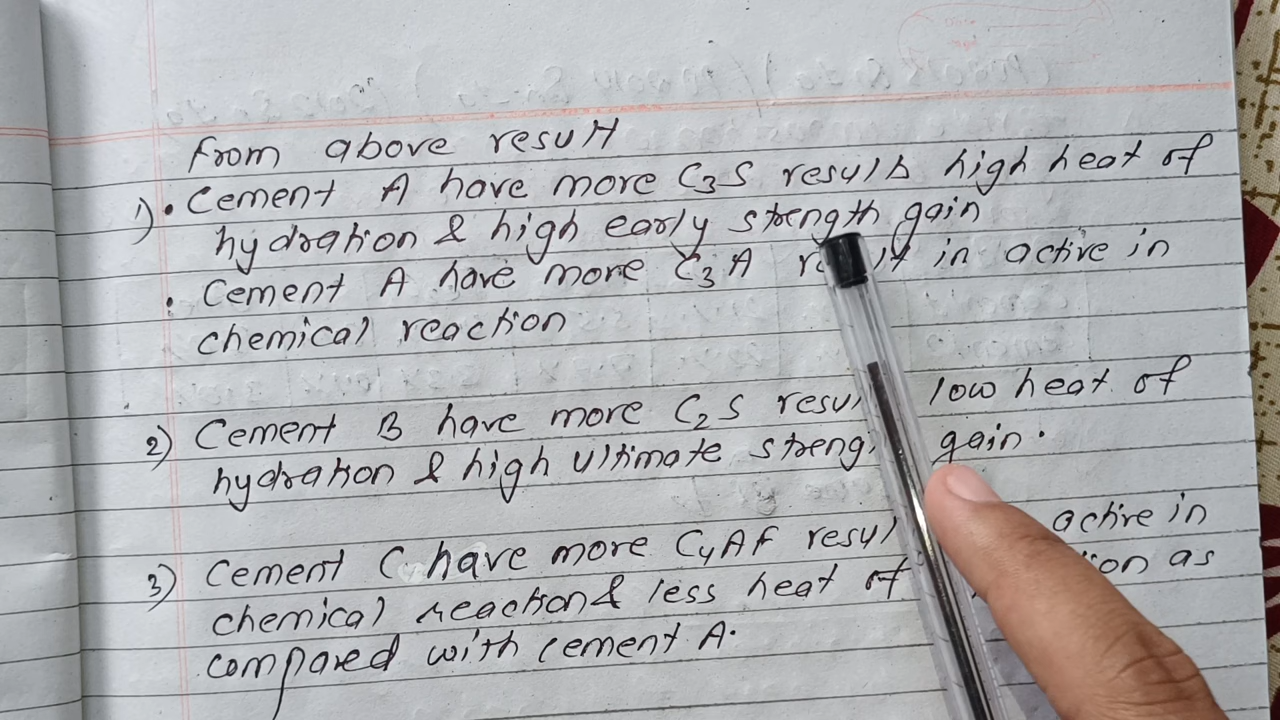 From above result
1) • Cement A have more C3S results high heat of
hydration & high early strength gain
• Cement A have more C3A in active in
chemical reaction
2) Cement B have more C2S low heat of
hydration & high ultimate gain.
3) Cement C have more C4AF active in
chemical reaction & less heat of as
compared with cement A.